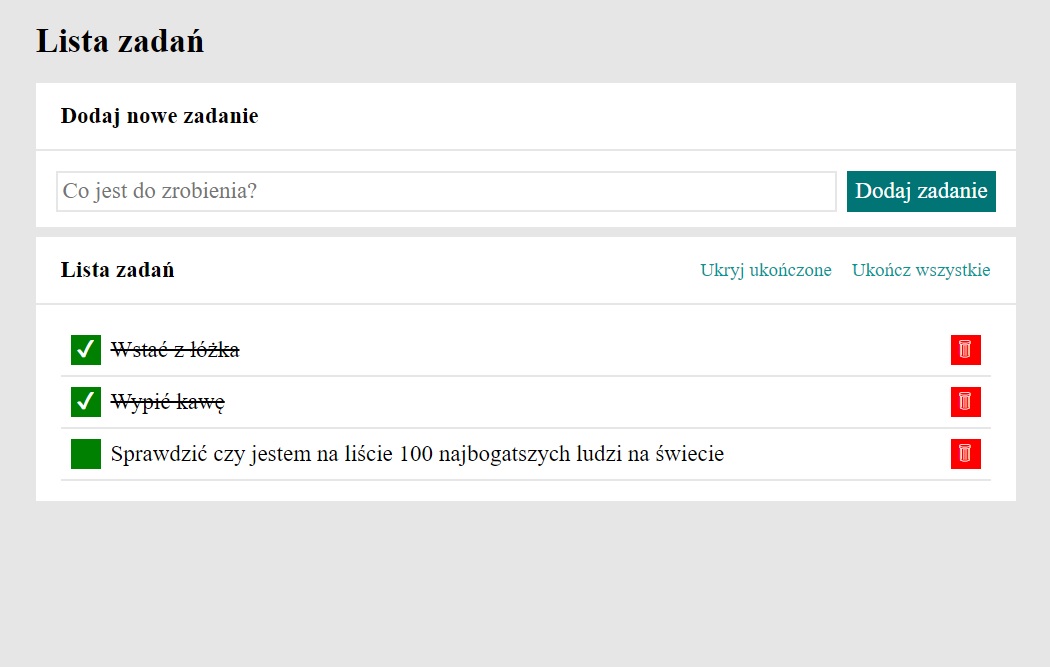 Lista zadań
Dodaj nowe zadanie
Co jest do zrobienia?
Dodaj zadanie
Lista zadań
Ukryj ukończone
Ukończ wszystkie
Wstać z łóżka
Wypić kawę
Sprawdzić czy jestem na liście 100 najbogatszych ludzi na świecie